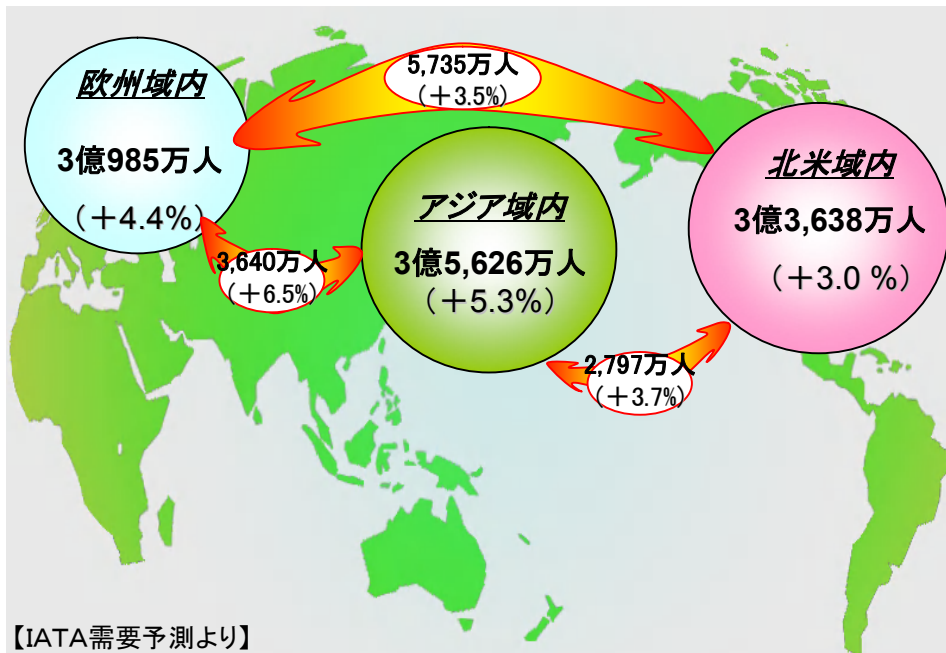 欧州域内
3億985万人
(+4.4%)
5,735万人
(+3.5%)
北米域内
3億3,638万人
(+3.0 %)
アジア域内
3億5,626万人
(+5.3%)
3,640万人
(+6.5%)
2,797万人
(+3.7%)
【IATA需要予測より】